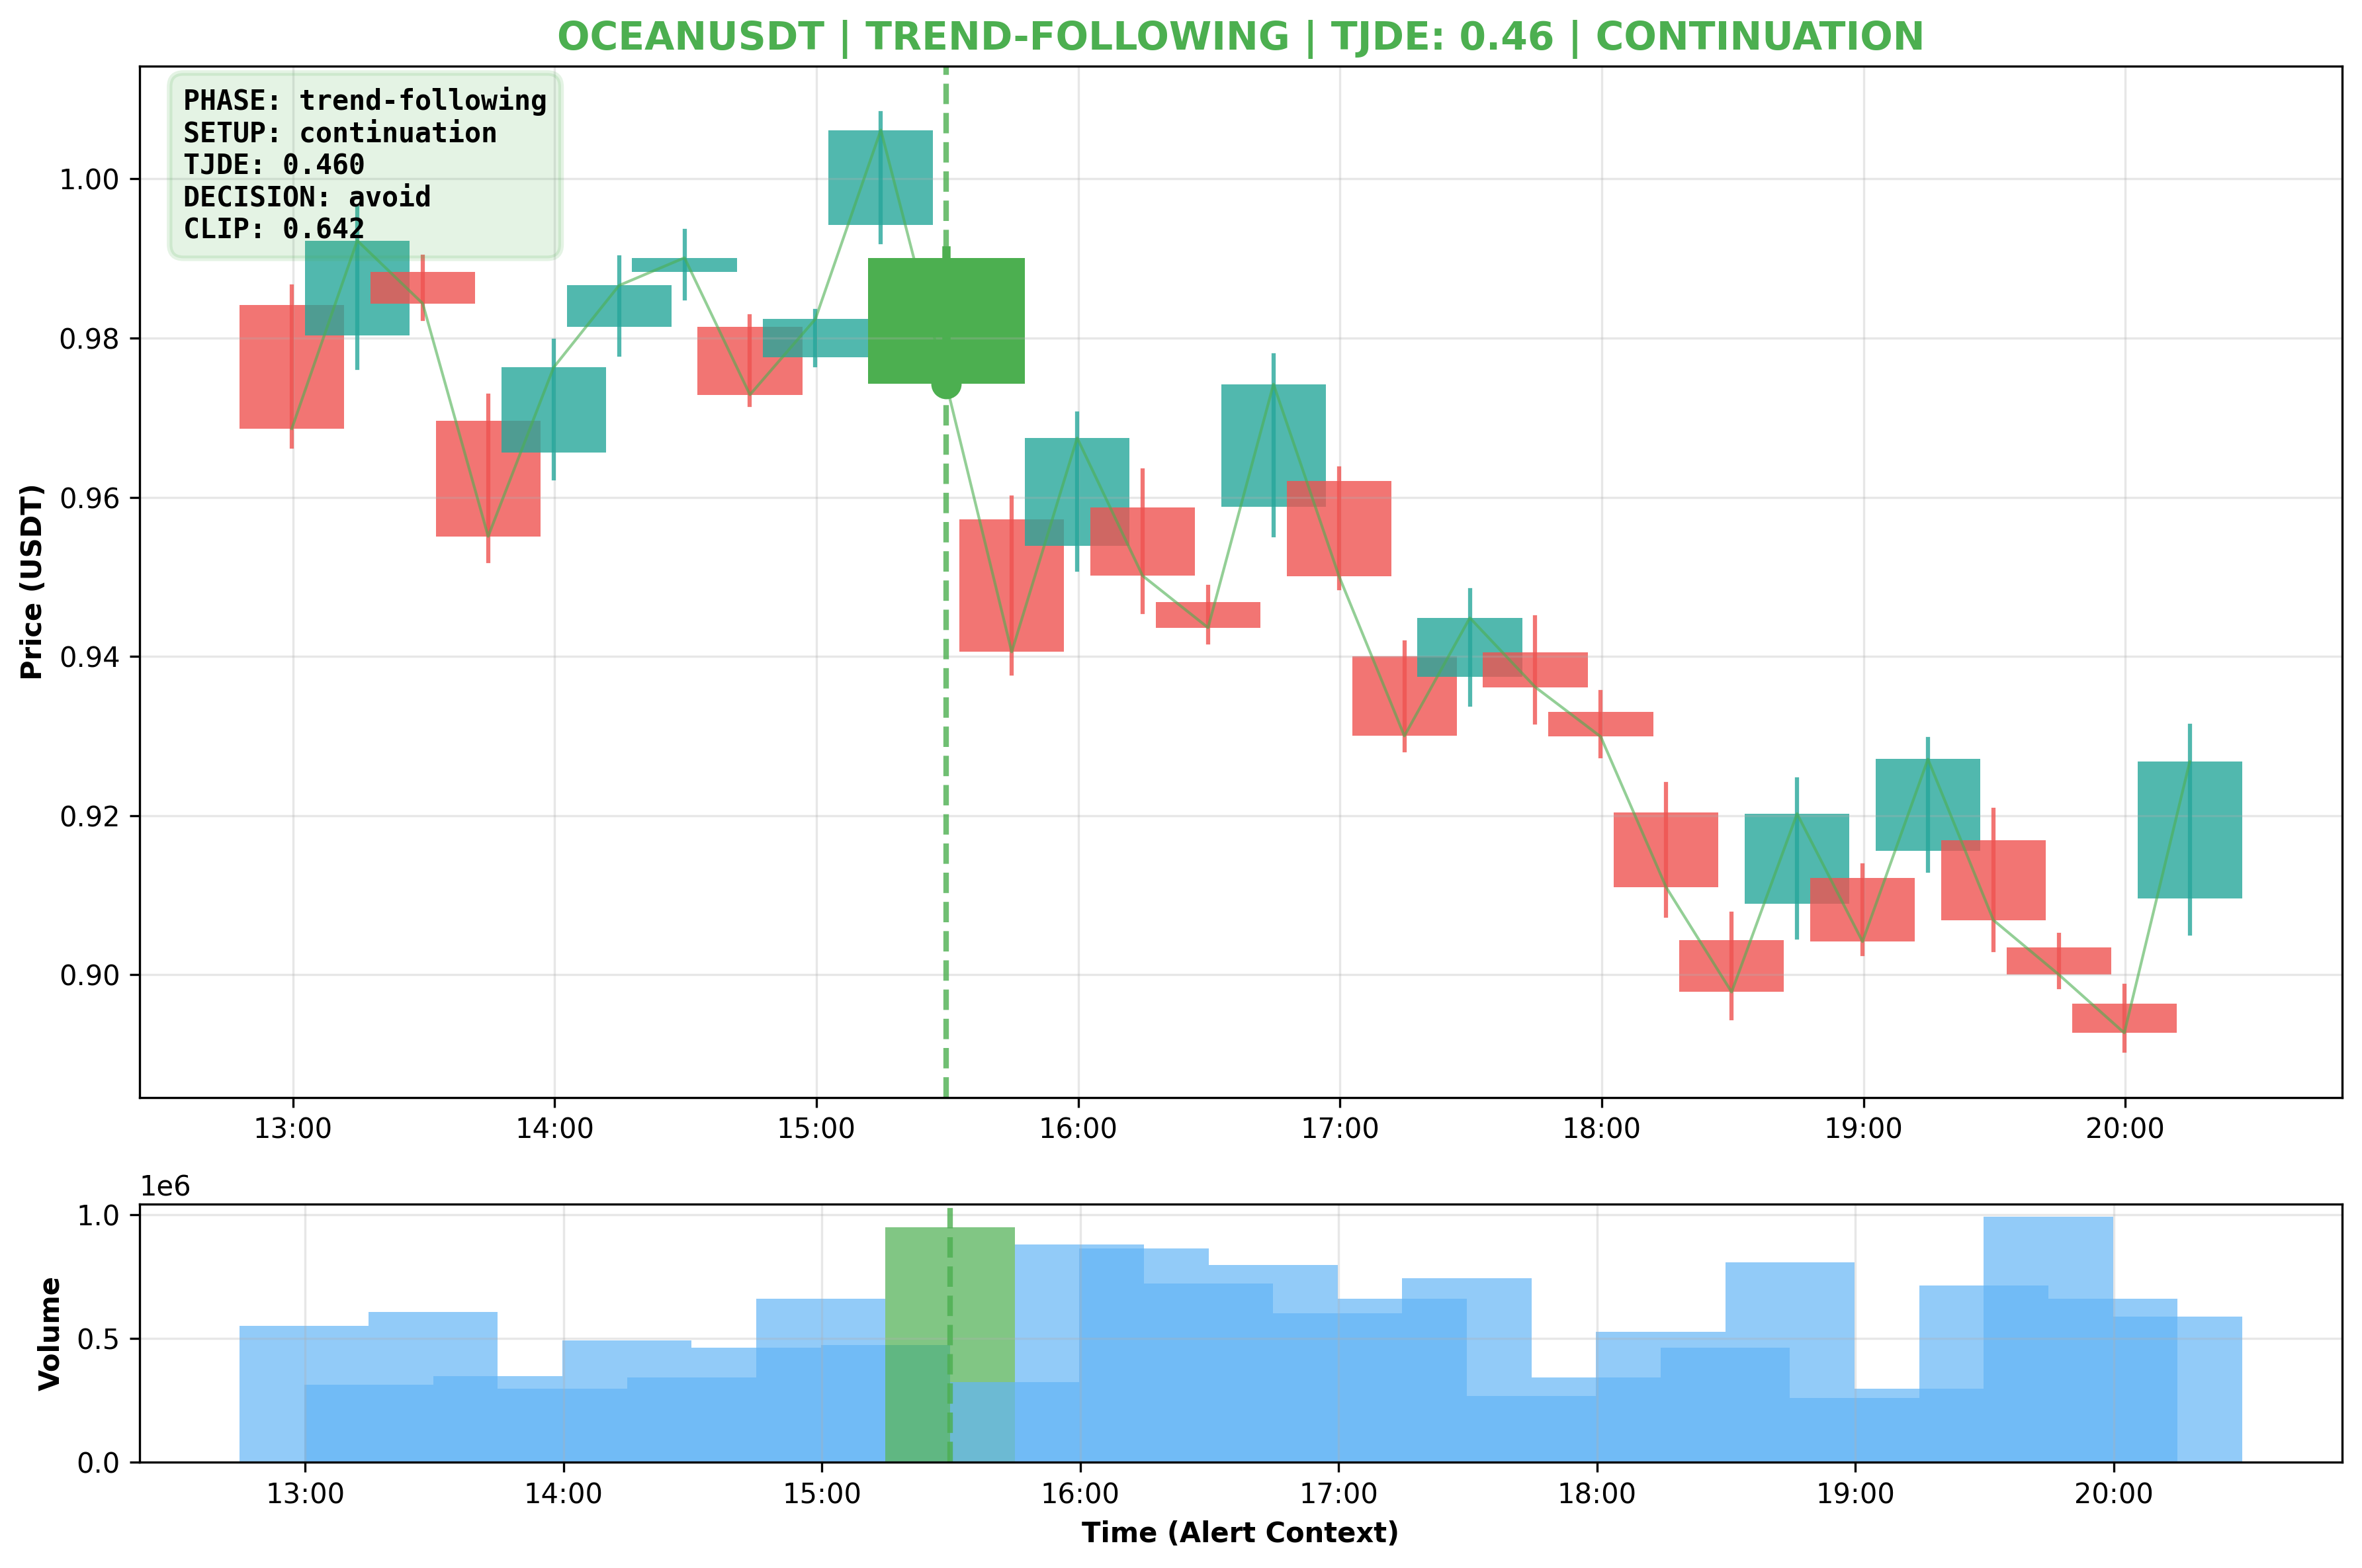 OCEANUSDT | TREND-FOLLOWING | TJDE: 0.46 | CONTINUATION
PHASE: trend-following
SETUP: continuation
TJDE: 0.460
DECISION: avoid
CLIP: 0.642
Price (USDT)
1.00
0.98
0.96
0.94
0.92
0.90
13:00 14:00 15:00 16:00 17:00 18:00 19:00 20:00
1e6
Volume
1.0
0.5
0.0
13:00 14:00 15:00 16:00 17:00 18:00 19:00 20:00
Time (Alert Context)